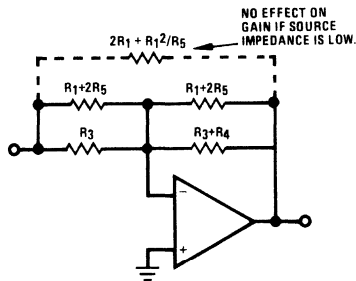 NO EFFECT ON
GAIN IF SOURCE
IMPEDANCE IS LOW.
2R₁ + R₁²/R₅
R₁+2R₅
R₁+2R₅
R₃
R₃+R₄
−
+